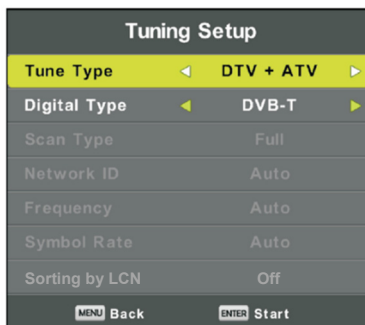 Tuning Setup
Tune Type DTV + ATV
Digital Type DVB-T
Scan Type Full
Network ID Auto
Frequency Auto
Symbol Rate Auto
Sorting by LCN Off
MENU Back ENTER Start